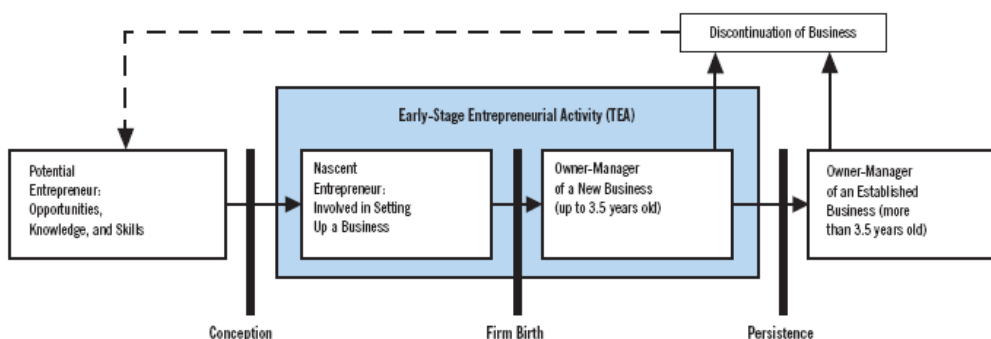 Discontinuation of Business
Early-Stage Entrepreneurial Activity (TEA)
Potential
Entrepreneur:
Opportunities,
Knowledge, and Skills
Nascent
Entrepreneur:
Involved in Setting
Up a Business
Owner-Manager
of a New Business
(up to 3.5 years old)
Owner-Manager
of an Established
Business (more
than 3.5 years old)
Conception
Firm Birth
Persistence